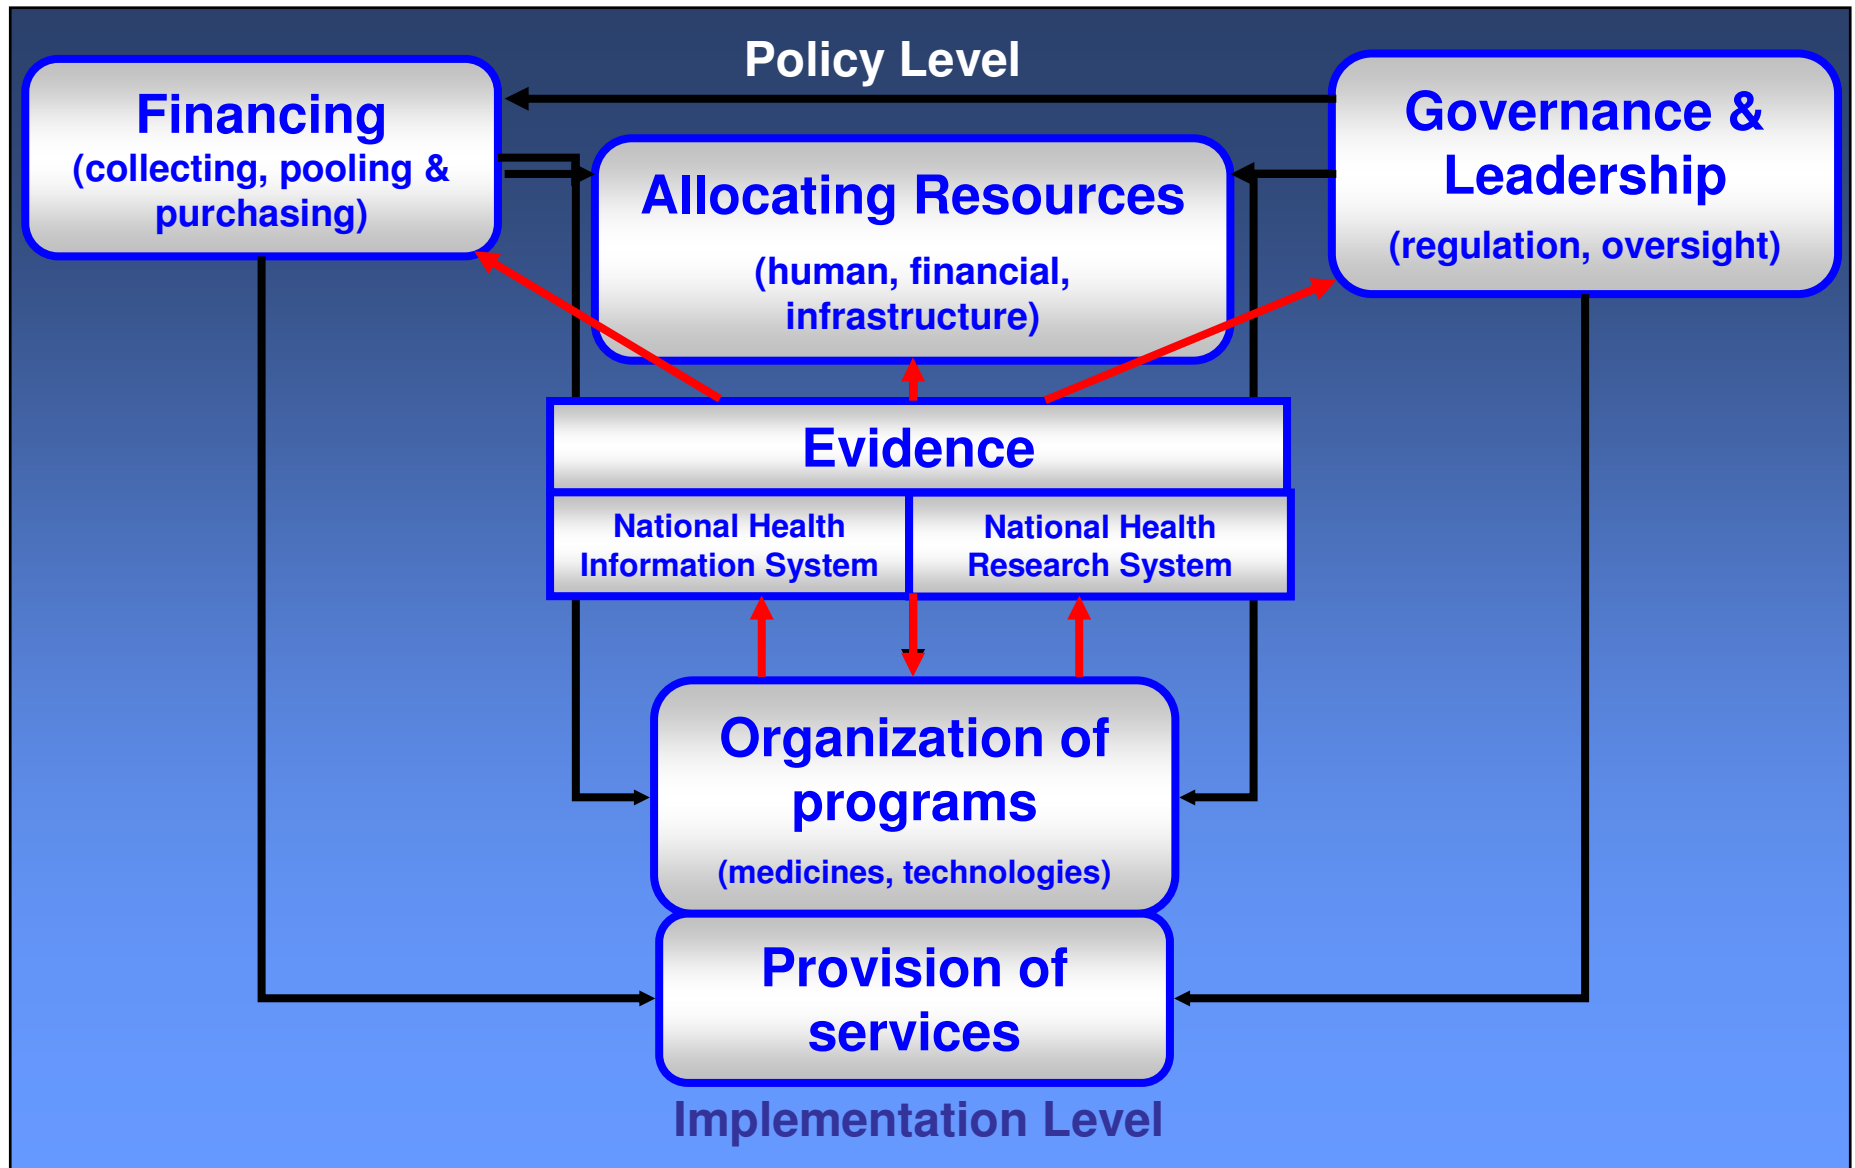 Policy Level
Financing
(collecting, pooling &
purchasing)
Allocating Resources
(human, financial,
infrastructure)
Governance &
Leadership
(regulation, oversight)
Evidence
National Health
Information System
National Health
Research System
Organization of
programs
(medicines, technologies)
Provision of
services
Implementation Level